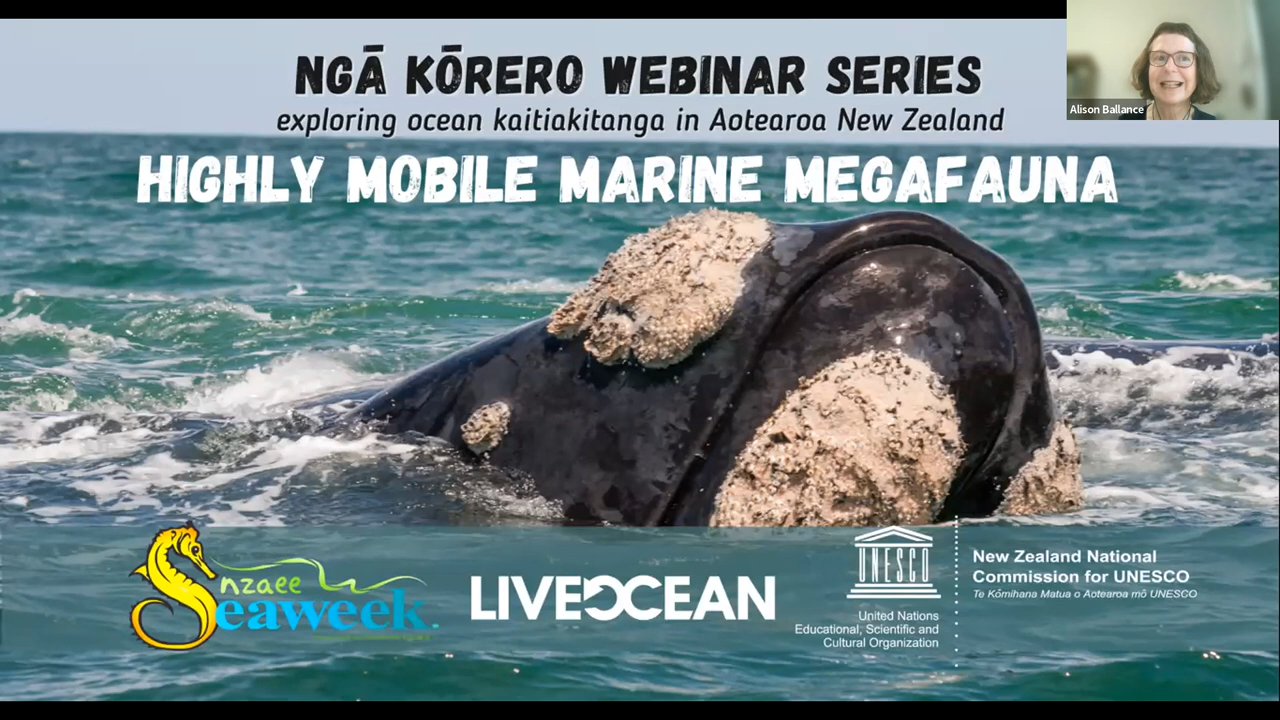 NGĀ KŌRERO WEBINAR SERIES
exploring ocean kaitiakitanga in Aotearoa New Zealand
HIGHLY MOBILE MARINE MEGAFAUNA
Alison Ballance
nzaee
Seaweek.
LIVEOCEAN
UNESCO
United Nations
Educational, Scientific and
Cultural Organization
New Zealand National
Commission for UNESCO
Te Kōmihana Matua o Aotearoa mō UNESCO